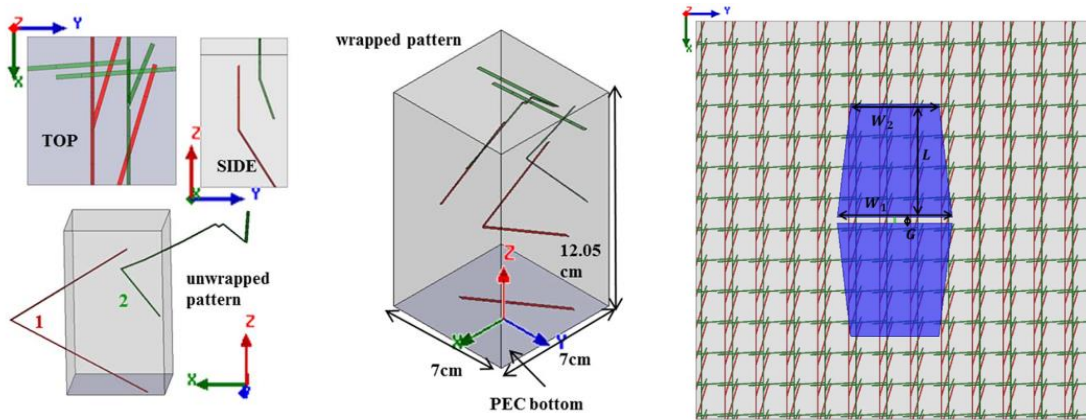 Z
Y
X
TOP
SIDE
Z
X
Y
1
2
unwrapped
pattern
Z
X
Y
wrapped pattern
12.05
cm
Z
X
Y
7cm
7cm
PEC bottom
Z
Y
X
W₂
L
W₁
G